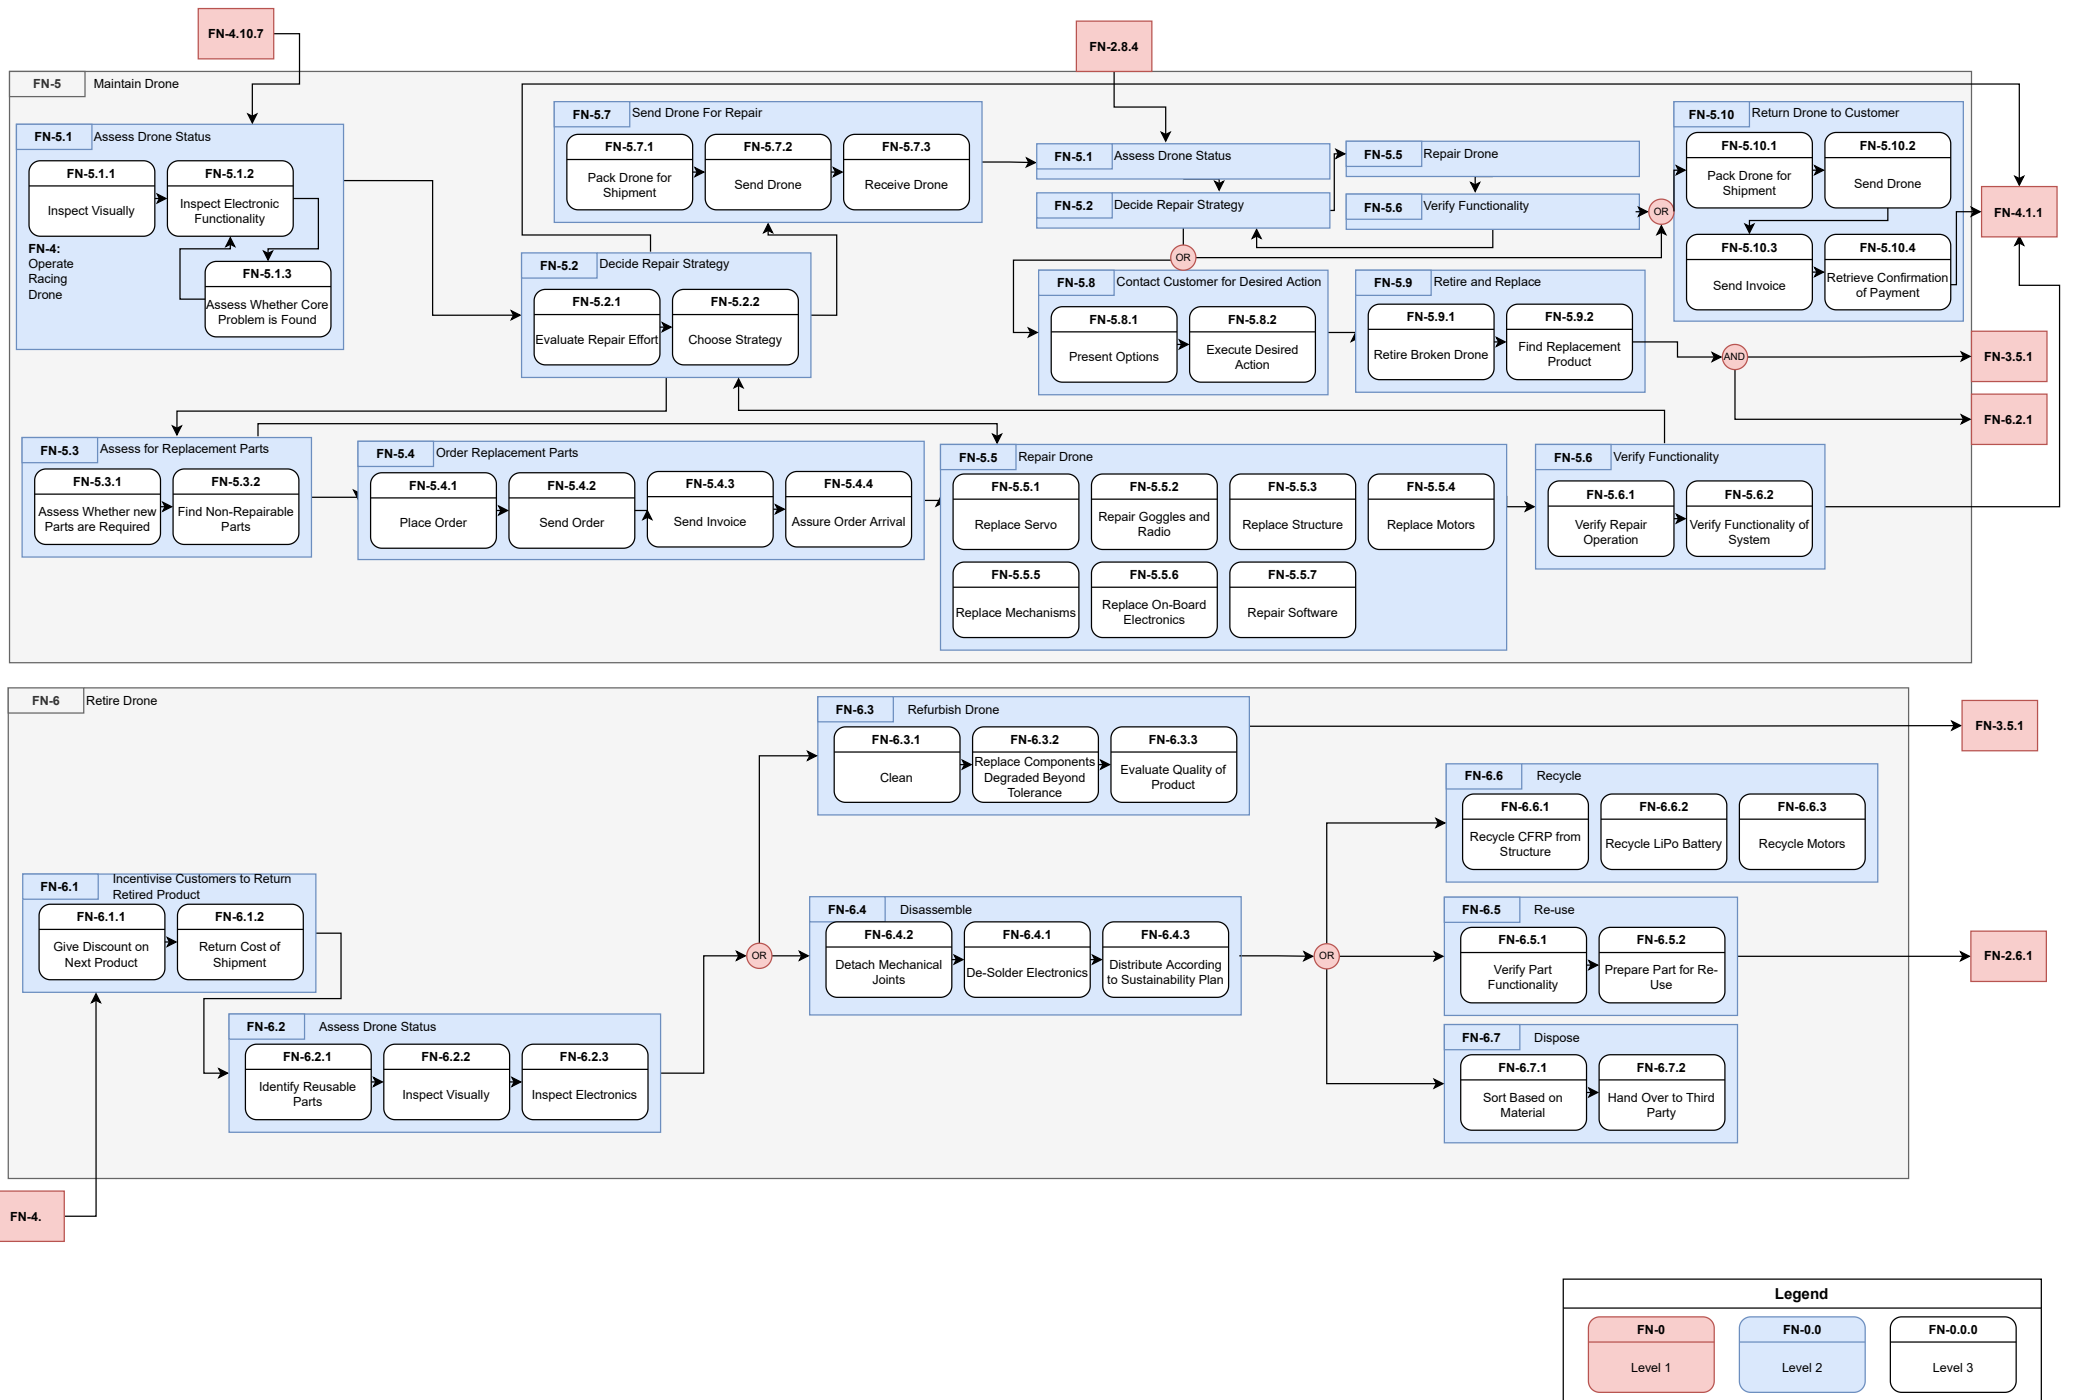 FN-4.10.7
FN-2.8.4
FN-5
Maintain Drone
FN-5.1
Assess Drone Status
FN-5.1.1
Inspect Visually
FN-5.1.2
Inspect Electronic
Functionality
FN-4:
Operate
Racing
Drone
FN-5.1.3
Assess Whether Core
Problem is Found
FN-5.7
Send Drone For Repair
FN-5.7.1
Pack Drone for
Shipment
FN-5.7.2
Send Drone
FN-5.7.3
Receive Drone
FN-5.2
Decide Repair Strategy
FN-5.2.1
Evaluate Repair Effort
FN-5.2.2
Choose Strategy
FN-5.1
Assess Drone Status
FN-5.2
Decide Repair Strategy
FN-5.5
Repair Drone
FN-5.6
Verify Functionality
OR
OR
FN-5.10
Return Drone to Customer
FN-5.10.1
Pack Drone for
Shipment
FN-5.10.2
Send Drone
FN-5.10.3
Send Invoice
FN-5.10.4
Retrieve Confirmation
of Payment
FN-4.1.1
FN-5.8
Contact Customer for Desired Action
FN-5.8.1
Present Options
FN-5.8.2
Execute Desired
Action
FN-5.9
Retire and Replace
FN-5.9.1
Retire Broken Drone
FN-5.9.2
Find Replacement
Product
AND
FN-3.5.1
FN-6.2.1
FN-5.3
Assess for Replacement Parts
FN-5.3.1
Assess Whether new
Parts are Required
FN-5.3.2
Find Non-Repairable
Parts
FN-5.4
Order Replacement Parts
FN-5.4.1
Place Order
FN-5.4.2
Send Order
FN-5.4.3
Send Invoice
FN-5.4.4
Assure Order Arrival
FN-5.5
Repair Drone
FN-5.5.1
Replace Servo
FN-5.5.2
Repair Goggles and
Radio
FN-5.5.3
Replace Structure
FN-5.5.4
Replace Motors
FN-5.5.5
Replace Mechanisms
FN-5.5.6
Replace On-Board
Electronics
FN-5.5.7
Repair Software
FN-5.6
Verify Functionality
FN-5.6.1
Verify Repair
Operation
FN-5.6.2
Verify Functionality of
System
FN-6
Retire Drone
FN-6.3
Refurbish Drone
FN-6.3.1
Clean
FN-6.3.2
Replace Components
Degraded Beyond
Tolerance
FN-6.3.3
Evaluate Quality of
Product
FN-3.5.1
FN-6.6
Recycle
FN-6.6.1
Recycle CFRP from
Structure
FN-6.6.2
Recycle LiPo Battery
FN-6.6.3
Recycle Motors
FN-6.1
Incentivise Customers to Return
Retired Product
FN-6.1.1
Give Discount on
Next Product
FN-6.1.2
Return Cost of
Shipment
FN-6.2
Assess Drone Status
FN-6.2.1
Identify Reusable
Parts
FN-6.2.2
Inspect Visually
FN-6.2.3
Inspect Electronics
OR
FN-6.4
Disassemble
FN-6.4.2
Detach Mechanical
Joints
FN-6.4.1
De-Solder Electronics
FN-6.4.3
Distribute According
to Sustainability Plan
OR
FN-6.5
Re-use
FN-6.5.1
Verify Part
Functionality
FN-6.5.2
Prepare Part for Re-
Use
FN-2.6.1
FN-6.7
Dispose
FN-6.7.1
Sort Based on
Material
FN-6.7.2
Hand Over to Third
Party
FN-4.
Legend
FN-0
Level 1
FN-0.0
Level 2
FN-0.0.0
Level 3